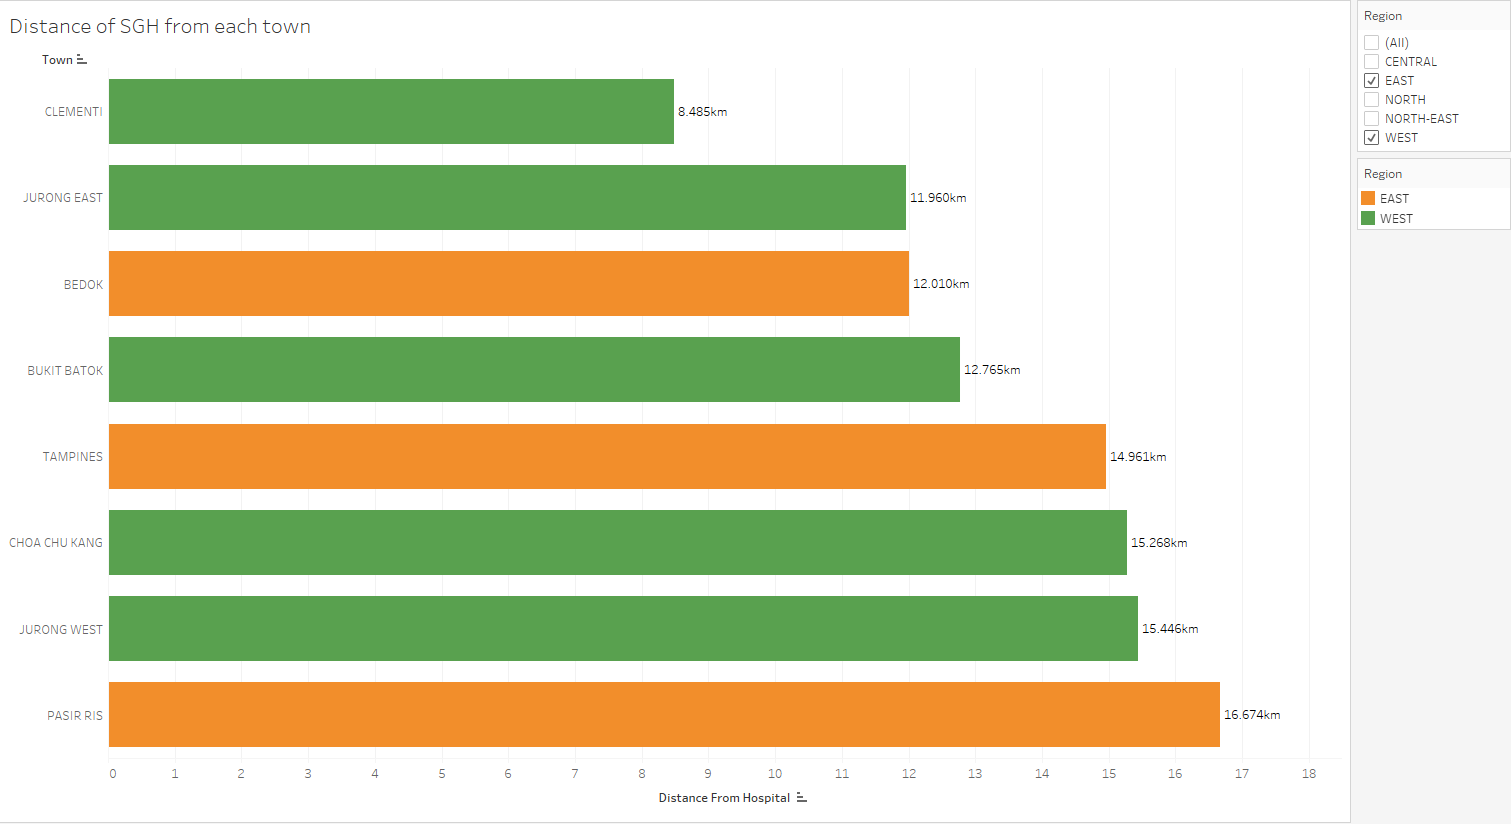 Distance of SGH from each town
Town
CLEMENTI
8.485km
JURONG EAST
11.960km
BEDOK
12.010km
BUKIT BATOK
12.765km
TAMPINES
14.961km
CHOA CHU KANG
15.268km
JURONG WEST
15.446km
PASIR RIS
16.674km
0 1 2 3 4 5 6 7 8 9 10 11 12 13 14 15 16 17 18
Distance From Hospital
Region
(All)
CENTRAL
EAST
NORTH
NORTH-EAST
WEST
Region
EAST
WEST